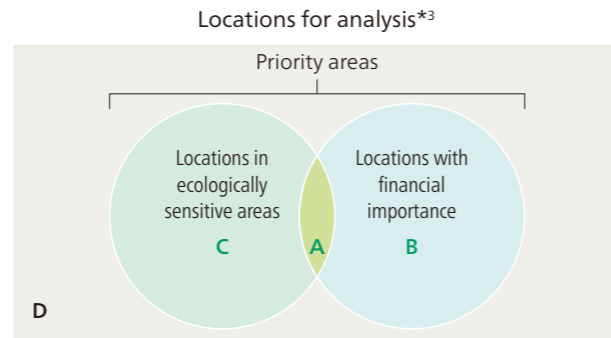 Locations for analysis*3
Priority areas
Locations in
ecologically
sensitive areas
C
A
Locations with
financial
importance
B
D